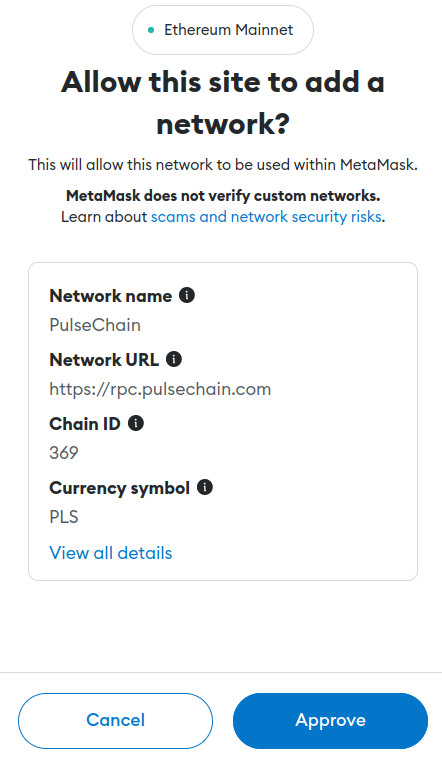 Ethereum Mainnet
Allow this site to add a
network?
This will allow this network to be used within MetaMask.
MetaMask does not verify custom networks.
Learn about scams and network security risks.
Network name
PulseChain
Network URL
https://rpc.pulsechain.com
Chain ID
369
Currency symbol
PLS
View all details
Cancel
Approve